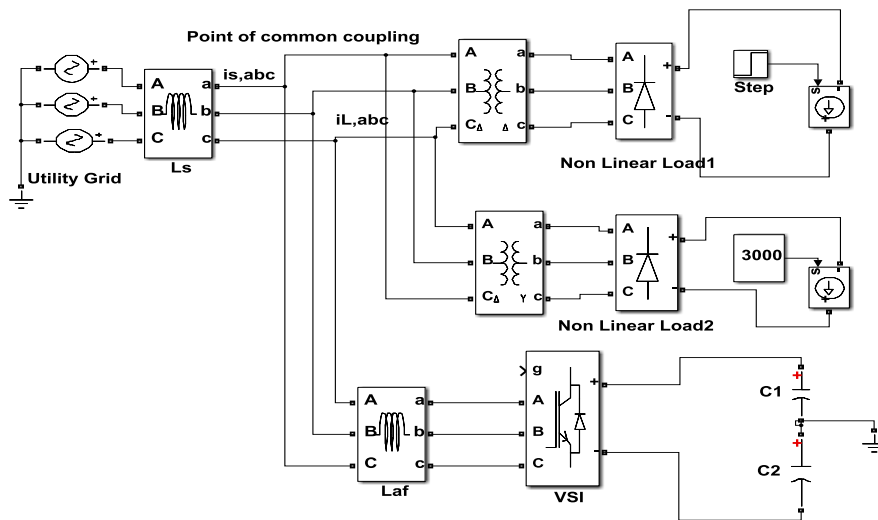 Point of common coupling
is,abc
iL,abc
A a
B b
C c
Ls
Utility Grid
A a
B b
C Δ Δ c
A
B
C
+
-
Non Linear Load1
Step
s
-
+
A a
B b
C Δ Y c
A
B
C
+
-
Non Linear Load2
3000
s
-
+
A a
B b
C c
Laf
g
A
B
C
+
-
VSI
+
C1
+
C2